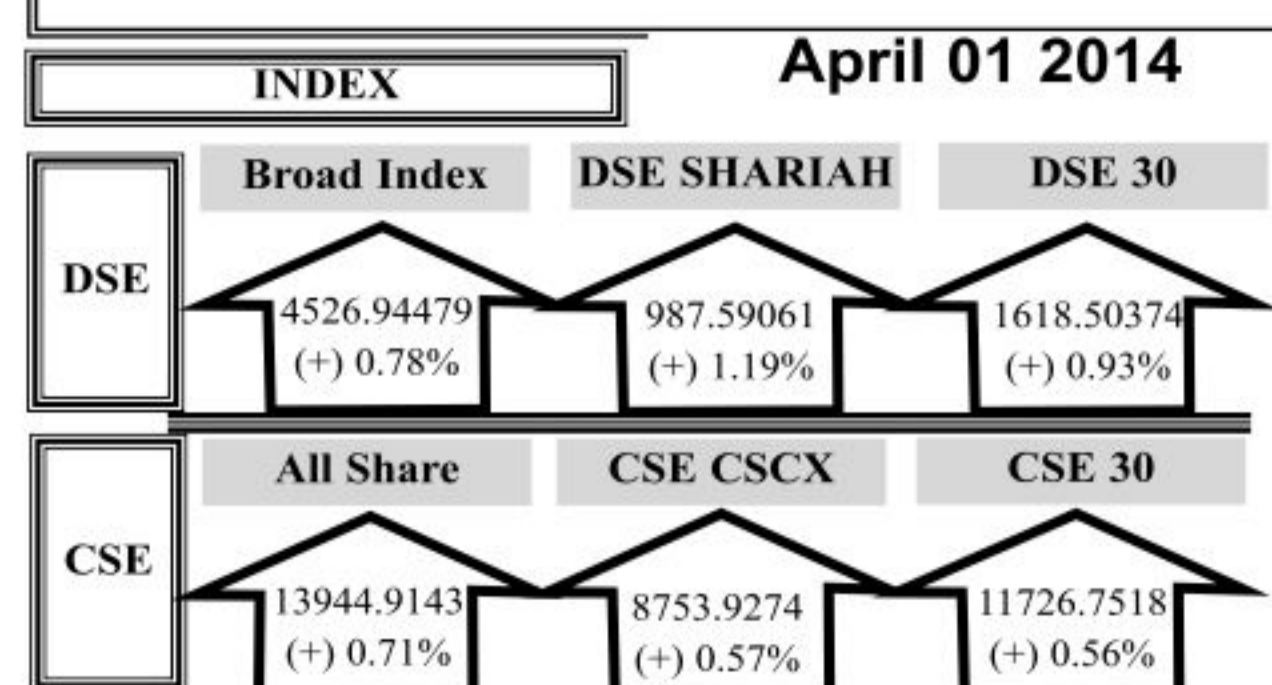 INDEX
April 01 2014
Broad Index
DSE SHARIAH
DSE 30
DSE
4526.94479
(+) 0.78%
987.59061
(+) 1.19%
1618.50374
(+) 0.93%
All Share
CSE CSCX
CSE 30
CSE
13944.9143
(+) 0.71%
8753.9274
(+) 0.57%
11726.7518
(+) 0.56%